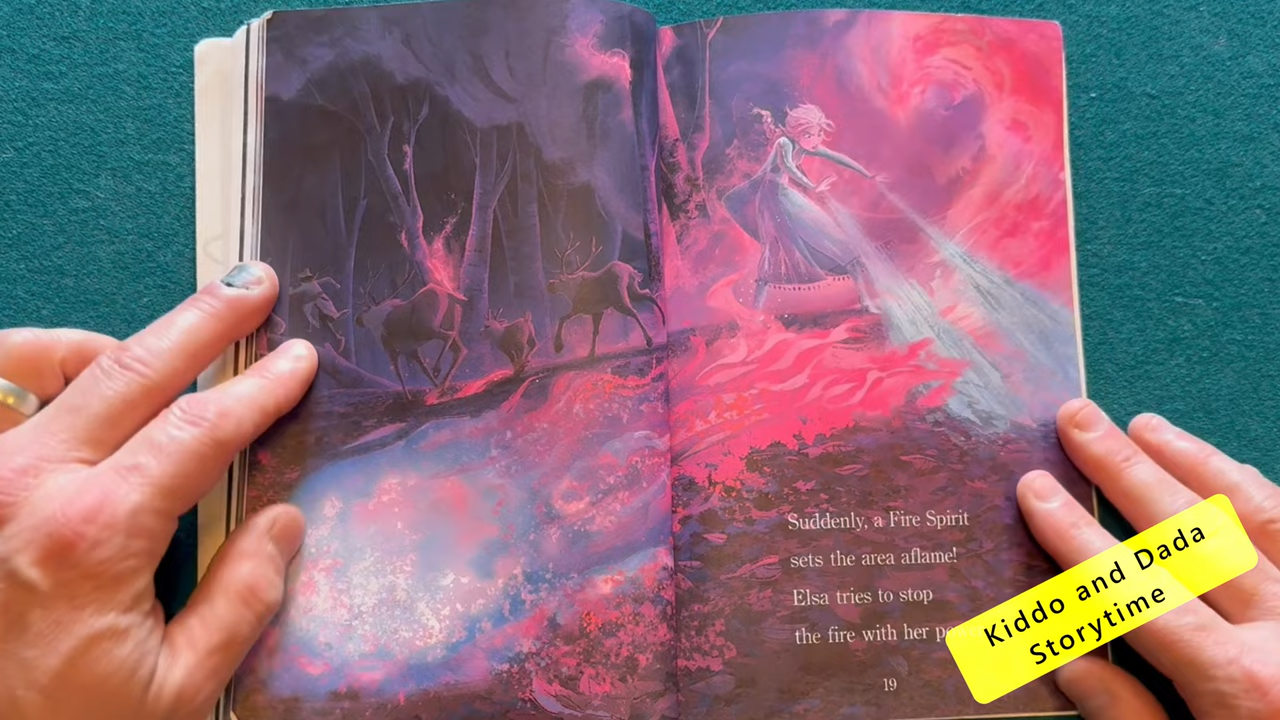 Suddenly, a Fire Spirit
sets the area aflame!
Elsa tries to stop
the fire with her
19
Kiddo and Dada
Storytime